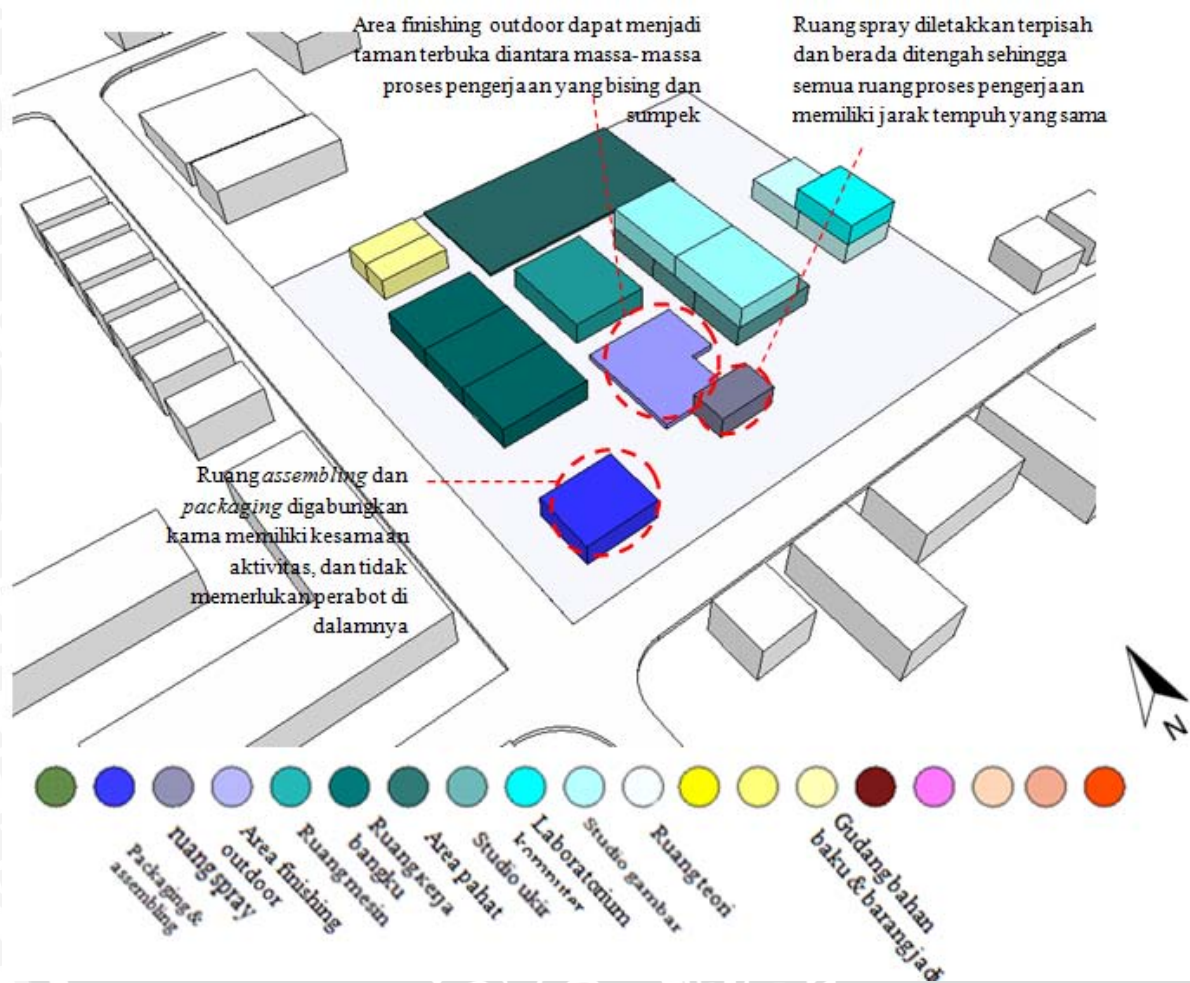 Area finishing outdoor dapat menjadi
taman terbuka diantara massa-massa
proses pengerjaan yang bising dan
sumpek
Ruang spray diletakkan terpisah
dan berada ditengah sehingga
semua ruang proses pengerjaan
memiliki jarak tempuh yang sama
Ruang assembling dan
packaging digabungkan
karna memiliki kesamaan
aktivitas, dan tidak
memerlukan perabot di
dalamnya
N
Packaging &
assembling
ruang spray
Area finishing
outdoor
Ruang mesin
Ruang kerja
bangku
Area pahat
Studio ukir
Laboratorium
komputer
Studio gambar
Ruang teori
Gudang bahan
baku & barang jadi